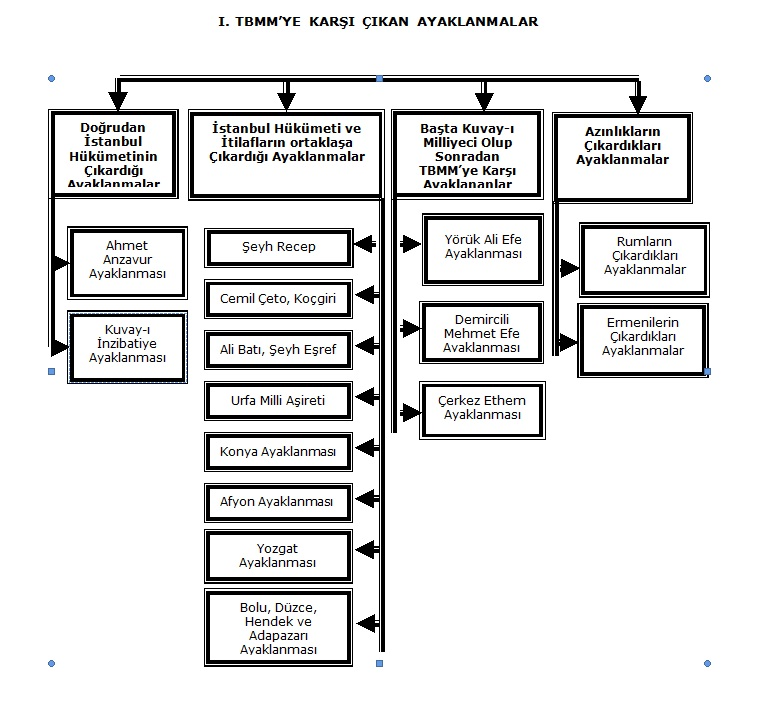 I. TBMM’YE KARŞI ÇIKAN AYAKLANMALAR
Doğrudan
İstanbul
Hükümetinin
Çıkardığı
Ayaklanmalar
Ahmet
Anzavur
Ayaklanması
Kuvay-ı
İnzibatiye
Ayaklanması
İstanbul Hükümeti ve
İtilafların ortaklaşa
Çıkardığı Ayaklanmalar
Şeyh Recep
Cemil Çeto, Koçgiri
Ali Batı, Şeyh Eşref
Urfa Milli Aşireti
Konya Ayaklanması
Afyon Ayaklanması
Yozgat
Ayaklanması
Bolu, Düzce,
Hendek ve
Adapazarı
Ayaklanması
Başta Kuvay-ı
Milliyeci Olup
Sonradan
TBMM’ye Karşı
Ayaklananlar
Yörük Ali Efe
Ayaklanması
Demircili
Mehmet Efe
Ayaklanması
Çerkez Ethem
Ayaklanması
Azınlıkların
Çıkardıkları
Ayaklanmalar
Rumların
Çıkardıkları
Ayaklanmalar
Ermenilerin
Çıkardıkları
Ayaklanmalar